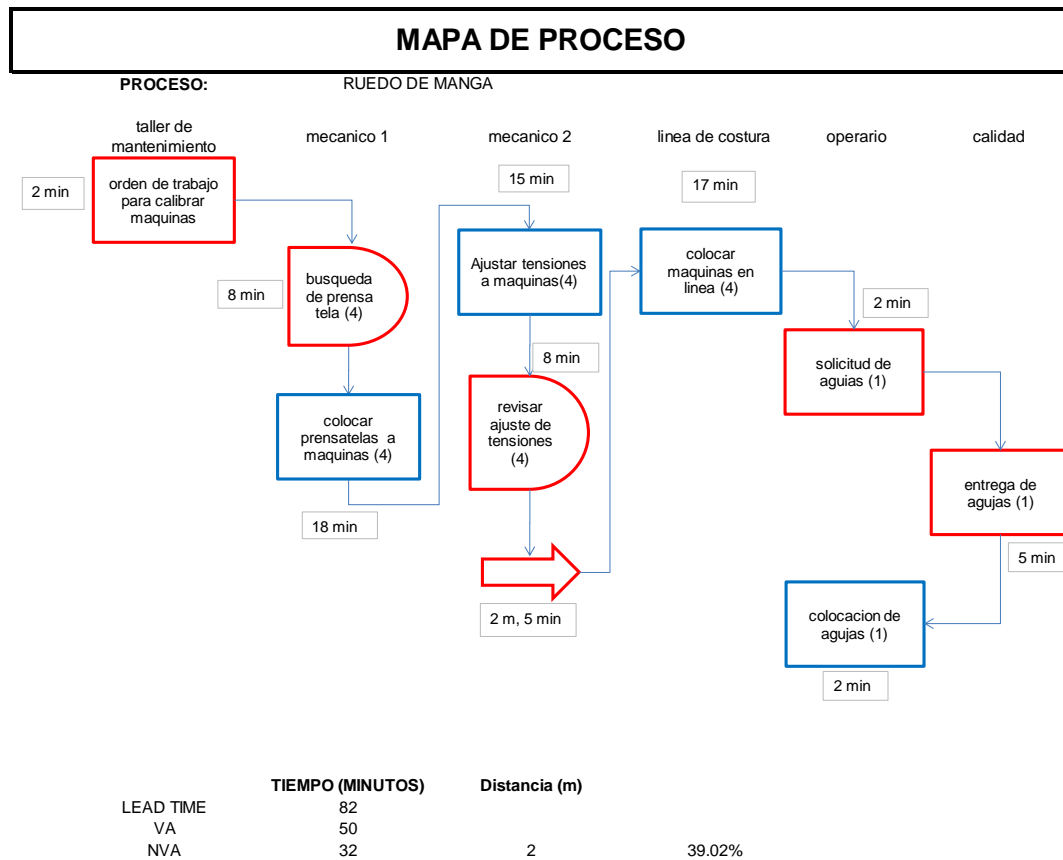 MAPA DE PROCESO
PROCESO: RUEDO DE MANGA
taller de
mantenimiento
mecanico 1
mecanico 2
linea de costura
operario
calidad
2 min
orden de trabajo
para calibrar
maquinas
15 min
17 min
8 min
busqueda
de prensa
tela (4)
Ajustar tensiones
a maquinas(4)
colocar
maquinas en
linea (4)
2 min
8 min
solicitud de
aguias (1)
colocar
prensatelas a
maquinas (4)
revisar
ajuste de
tensiones
(4)
entrega de
agujas (1)
18 min
5 min
2 m, 5 min
colocacion de
agujas (1)
2 min
TIEMPO (MINUTOS) Distancia (m)
LEAD TIME 82
VA 50
NVA 32 2 39.02%